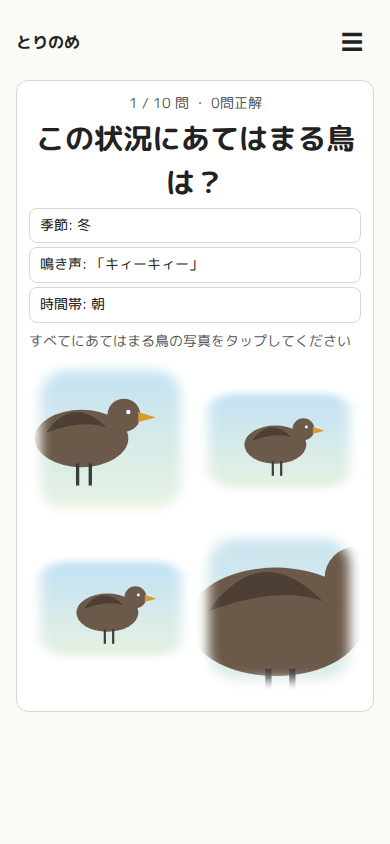 とりのめ
1 / 10 問 · 0問正解
この状況にあてはまる鳥
は？
季節: 冬
鳴き声: 「キィーキィー」
時間帯: 朝
すべてにあてはまる鳥の写真をタップしてください